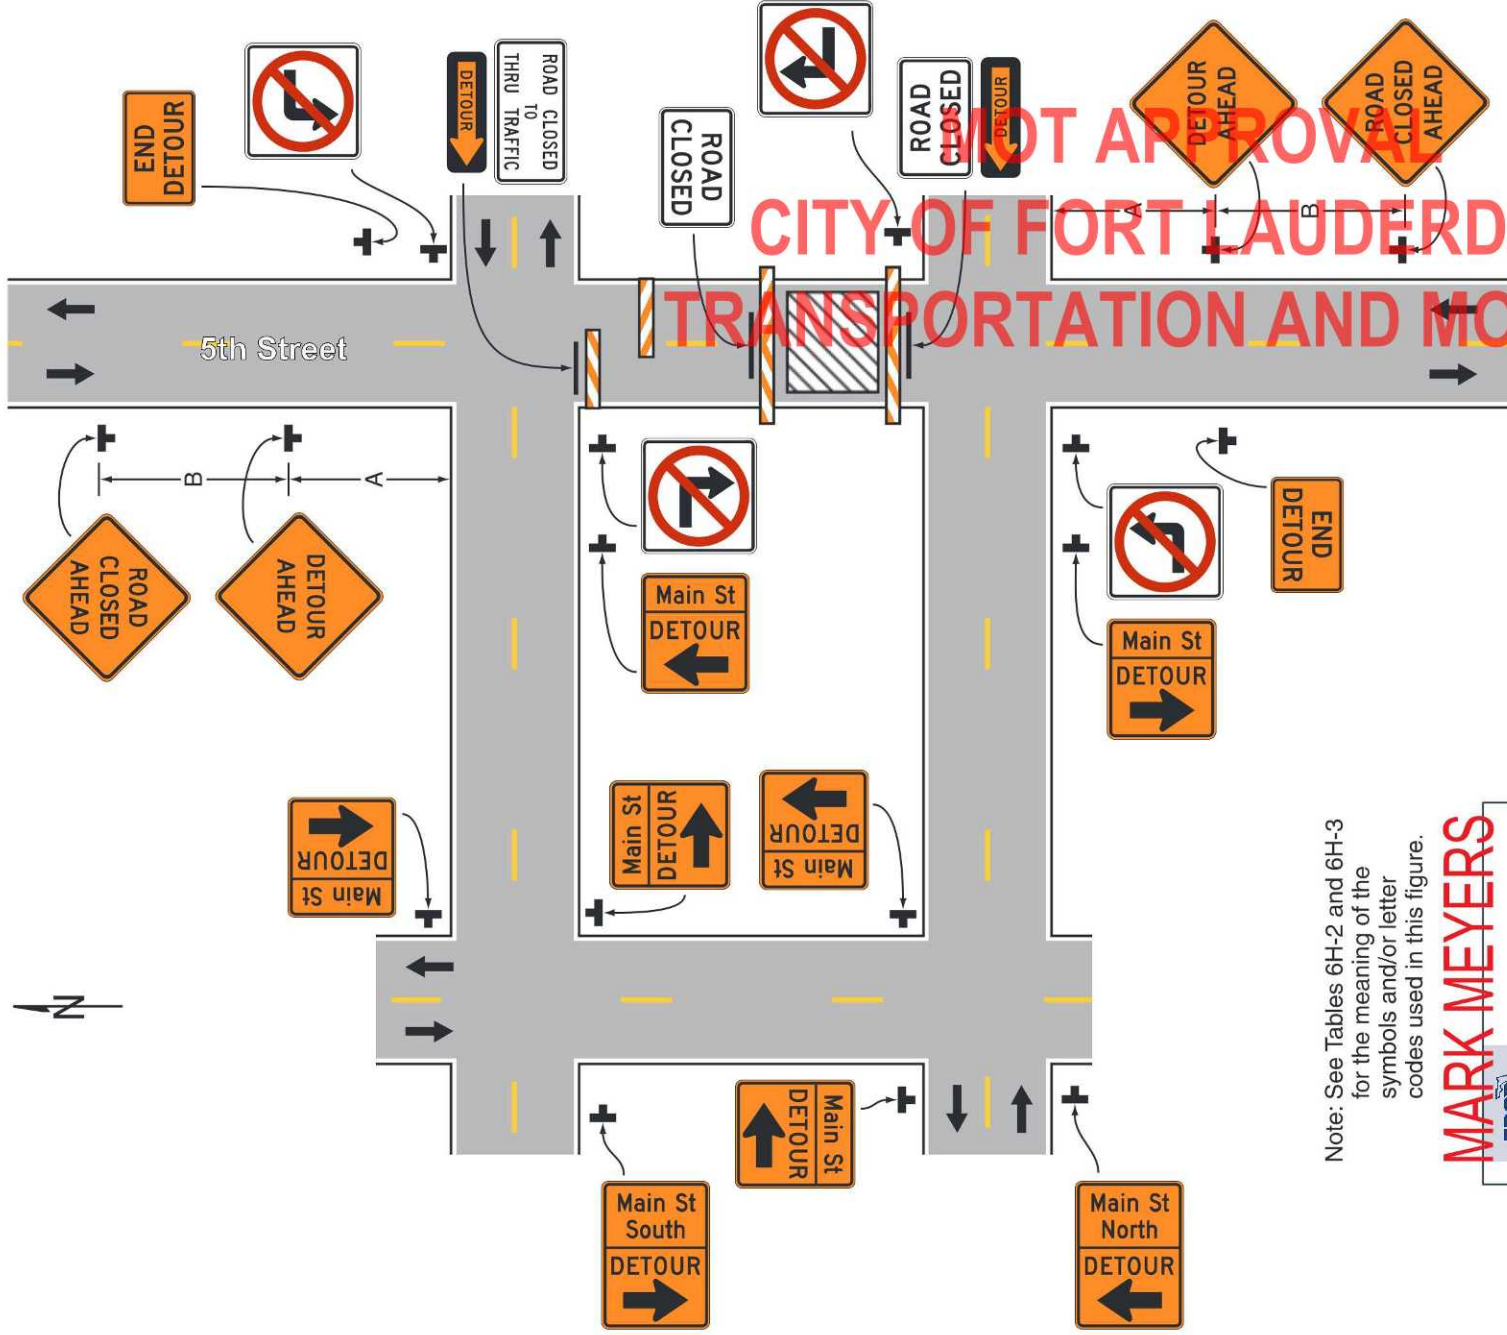 END
DETOUR
DETOUR
ROAD CLOSED
TO
THRU TRAFFIC
ROAD
CLOSED
ROAD
CLOSED
DETOUR
DETOUR
AHEAD
ROAD
CLOSED
AHEAD
MOT APPROVAL
CITY OF FORT LAUDERD
TRANSPORTATION AND MO
A
B
5th Street
B
A
ROAD
CLOSED
AHEAD
DETOUR
AHEAD
Main St
DETOUR
END
DETOUR
Main St
DETOUR
Main St
DETOUR
Main St
DETOUR
Main St
DETOUR
N
Main St
South
DETOUR
Main St
DETOUR
Main St
North
DETOUR
Note: See Tables 6H-2 and 6H-3
for the meaning of the
symbols and/or letter
codes used in this figure.
MARK MEYERS